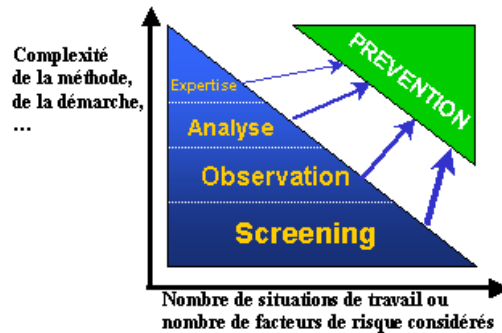 Complexité
de la méthode,
de la démarche,
...
Expertise
Analyse
Observation
Screening
PREVENTION
Nombre de situations de travail ou
nombre de facteurs de risque considérés